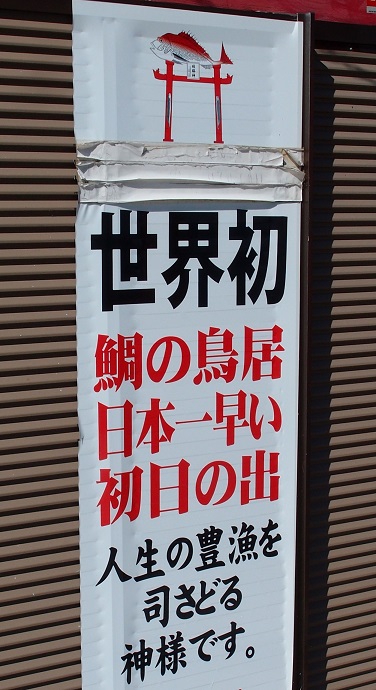 世界初
鯛の鳥居
日本一早い
初日の出
人生の豊漁を
司さどる
神様です。